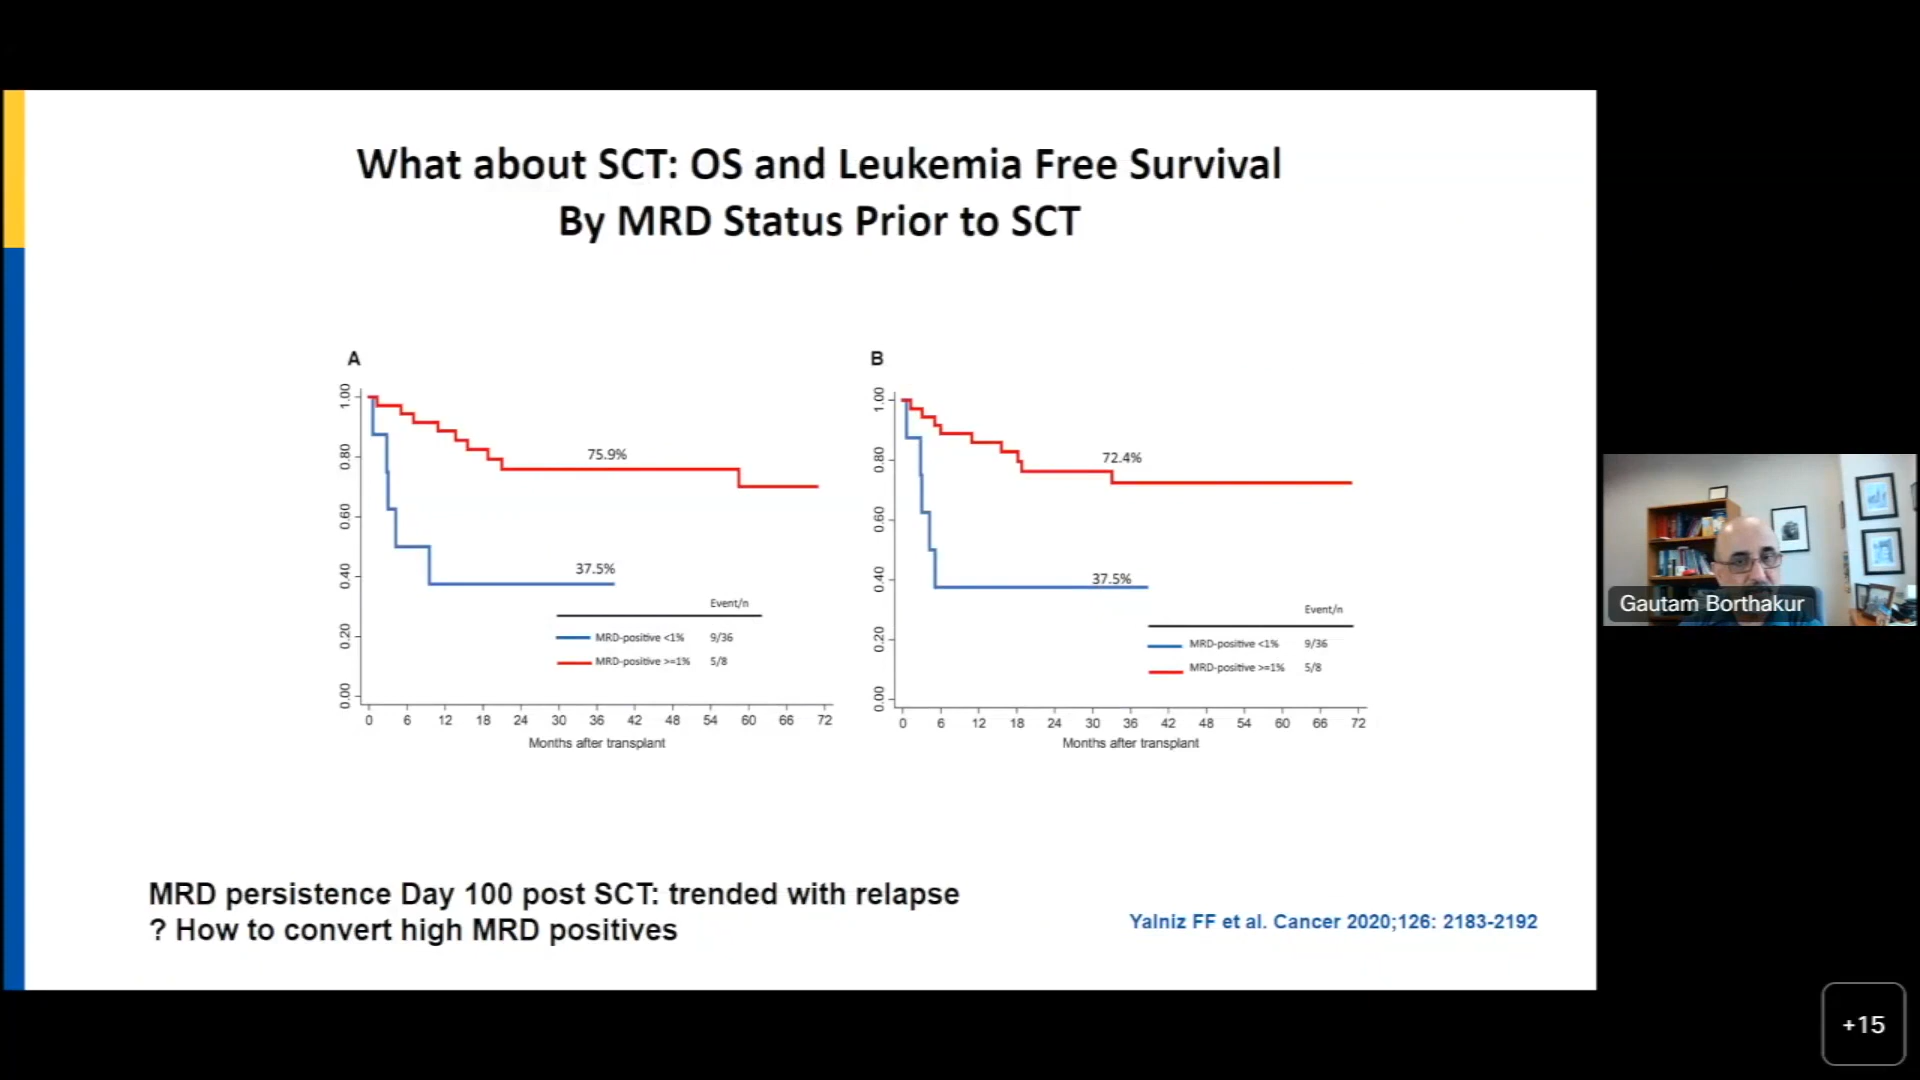 What about SCT: OS and Leukemia Free Survival
By MRD Status Prior to SCT
A
1.00
0.80
0.60
0.40
0.20
0.00
75.9%
37.5%
Event/n
MRD-positive <1% 9/36
MRD-positive >=1% 5/8
0 6 12 18 24 30 36 42 48 54 60 66 72
Months after transplant
B
1.00
0.80
0.60
0.40
0.20
0.00
72.4%
37.5%
Event/n
MRD-positive <1% 9/36
MRD-positive >=1% 5/8
0 6 12 18 24 30 36 42 48 54 60 66 72
Months after transplant
MRD persistence Day 100 post SCT: trended with relapse
? How to convert high MRD positives
Yalniz FF et al. Cancer 2020;126: 2183-2192
Gautam Borthakur
+15